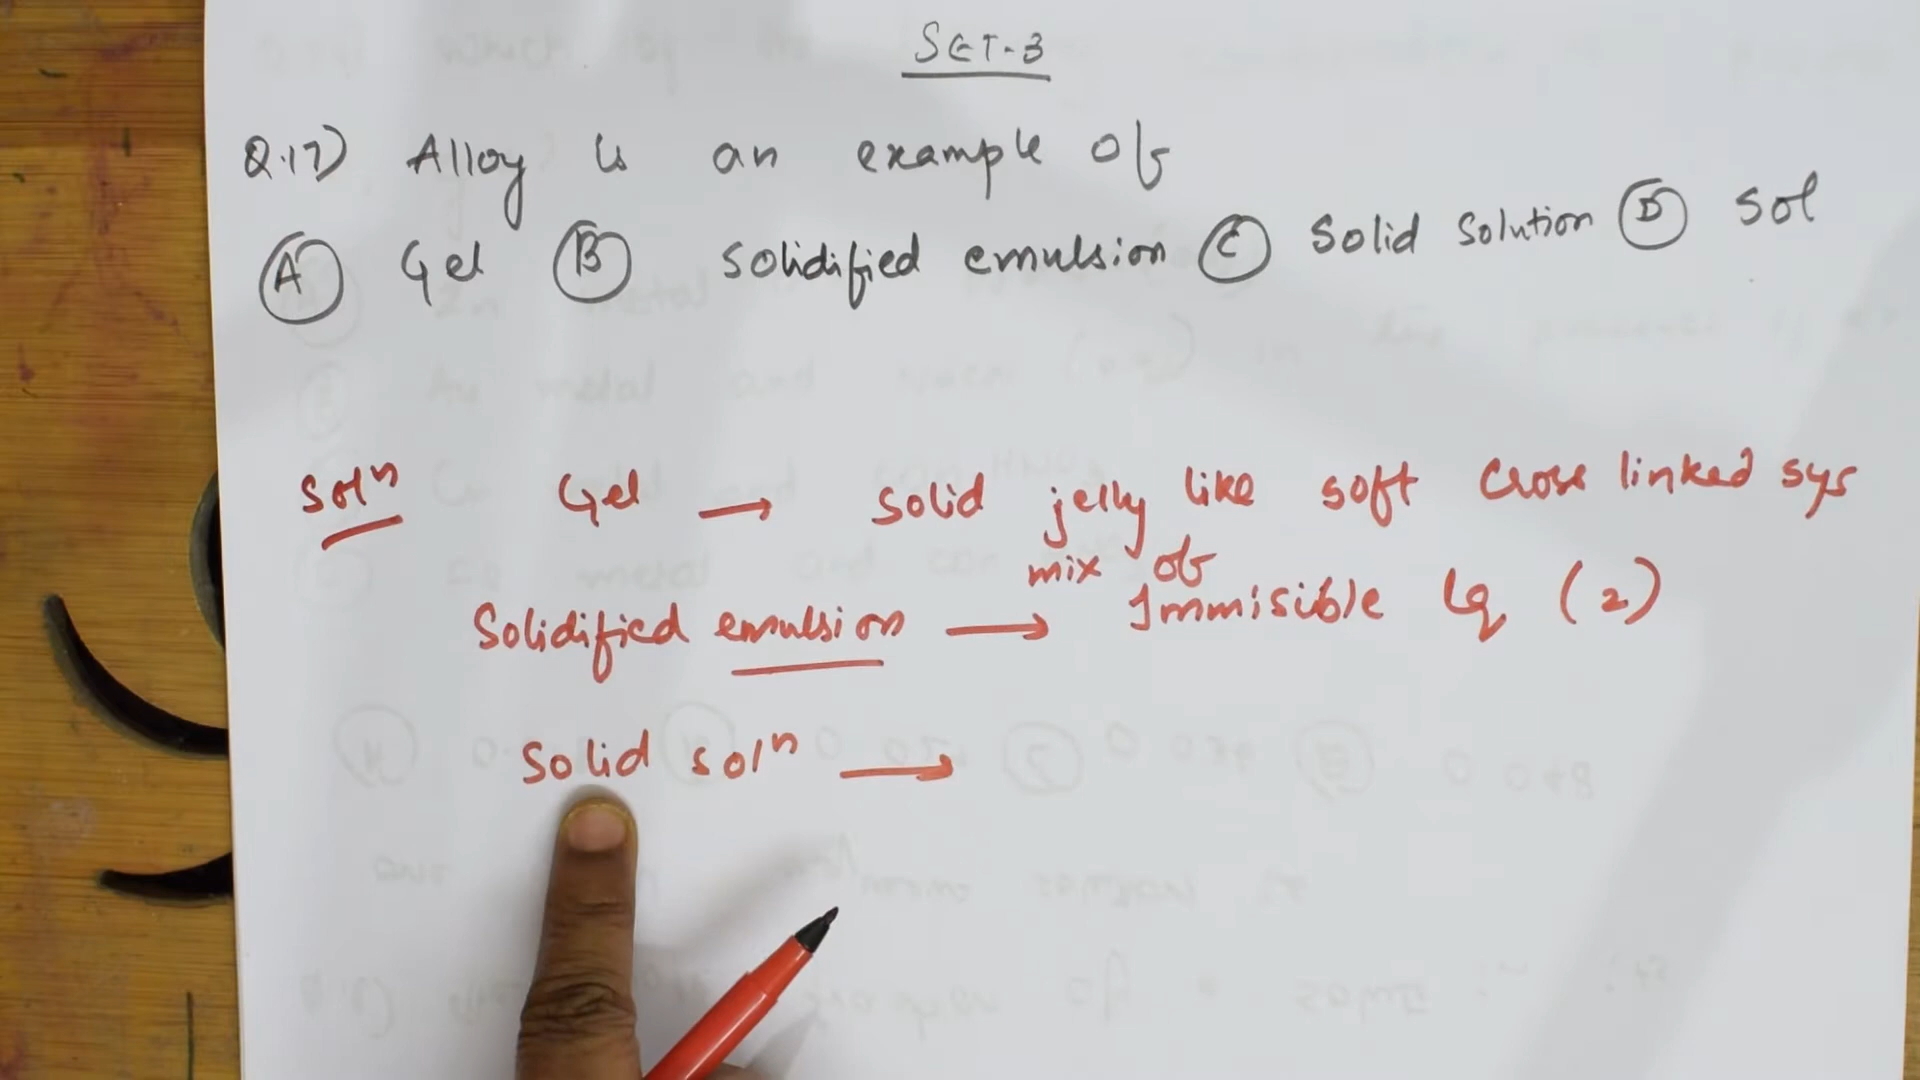 SET-3
Q.17) Alloy is an example of
(A) Gel (B) solidified emulsion (C) Solid Solution (D) Sol
Solⁿ Gel → solid jelly like soft cross linked sys
mix of
Solidified emulsion → Immisible Lq (2)
Solid solⁿ →